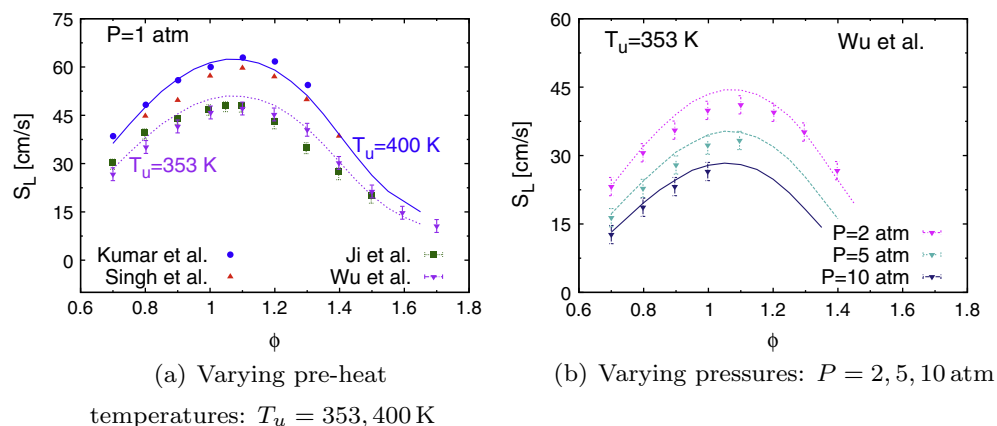 P=1 atm
T_u=400 K
T_u=353 K
Kumar et al.
Singh et al.
Ji et al.
Wu et al.
S_L [cm/s]
75
60
45
30
15
0
0.6 0.8 1 1.2 1.4 1.6 1.8
ϕ
(a) Varying pre-heat
temperatures: T_u = 353, 400 K
T_u=353 K
Wu et al.
P=2 atm
P=5 atm
P=10 atm
S_L [cm/s]
60
45
30
15
0
0.6 0.8 1 1.2 1.4 1.6 1.8
ϕ
(b) Varying pressures: P = 2, 5, 10 atm